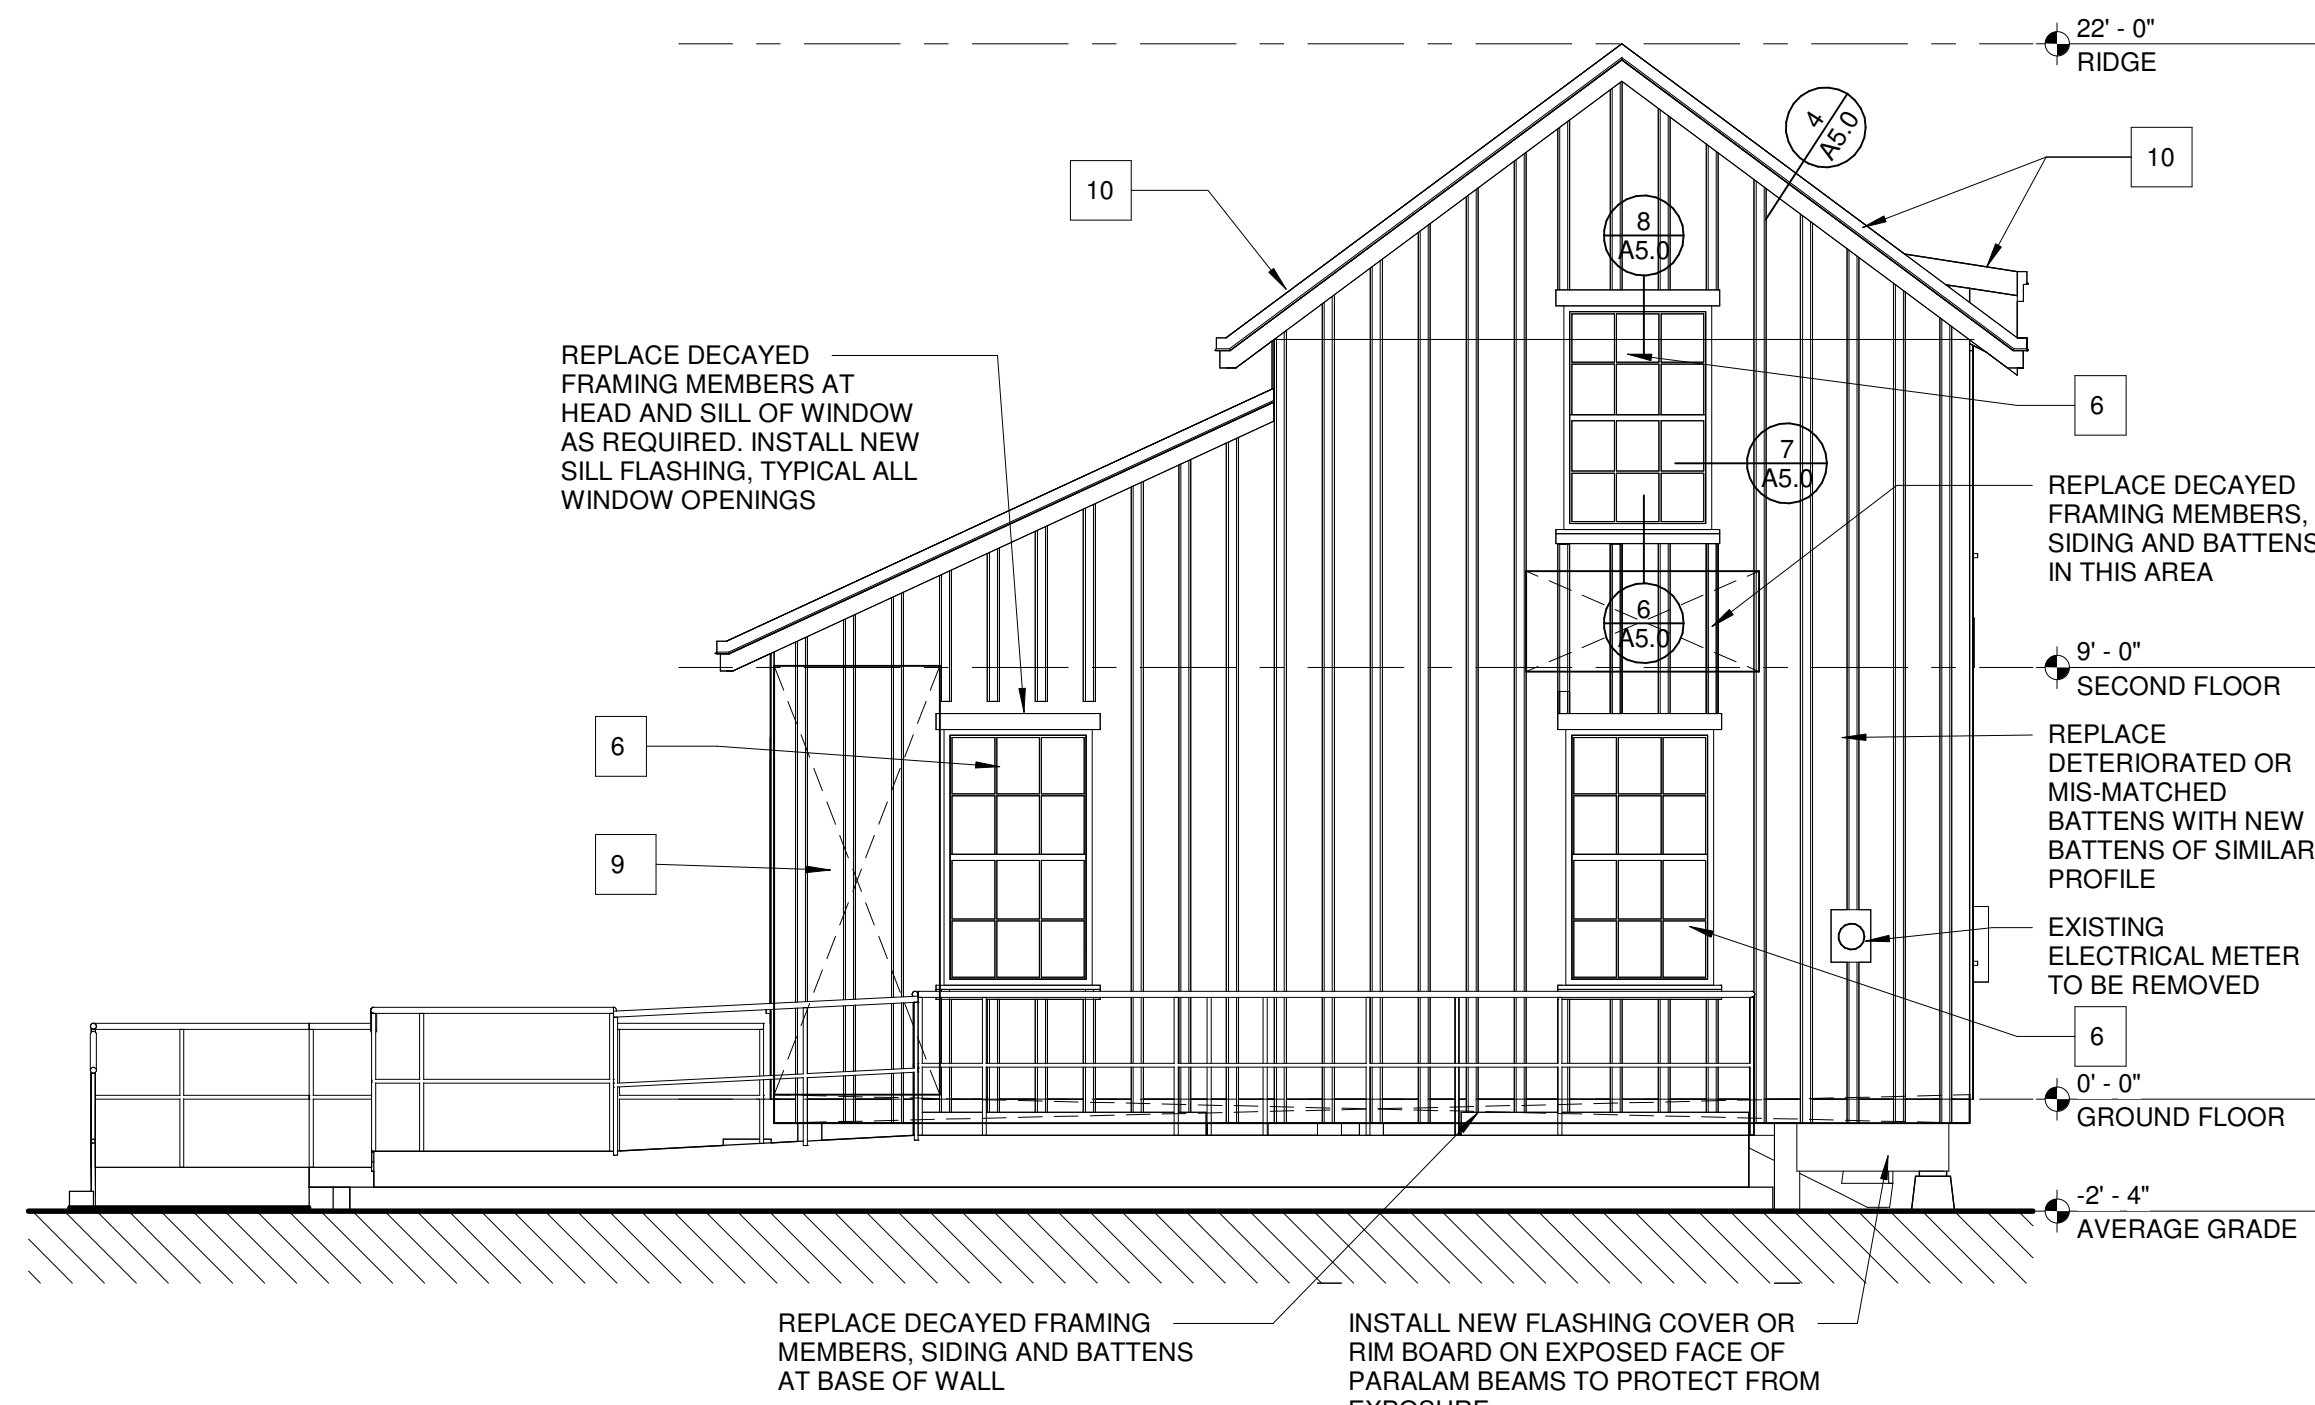 22' - 0"
RIDGE
4
A5.0
10
10
8
A5.0
REPLACE DECAYED
FRAMING MEMBERS AT
HEAD AND SILL OF WINDOW
AS REQUIRED. INSTALL NEW
SILL FLASHING, TYPICAL ALL
WINDOW OPENINGS
6
7
A5.0
REPLACE DECAYED
FRAMING MEMBERS,
SIDING AND BATTENS
IN THIS AREA
6
A5.0
9' - 0"
SECOND FLOOR
6
REPLACE
DETERIORATED OR
MIS-MATCHED
BATTENS WITH NEW
BATTENS OF SIMILAR
PROFILE
9
EXISTING
ELECTRICAL METER
TO BE REMOVED
6
0' - 0"
GROUND FLOOR
-2' - 4"
AVERAGE GRADE
REPLACE DECAYED FRAMING
MEMBERS, SIDING AND BATTENS
AT BASE OF WALL
INSTALL NEW FLASHING COVER OR
RIM BOARD ON EXPOSED FACE OF
PARALAM BEAMS TO PROTECT FROM